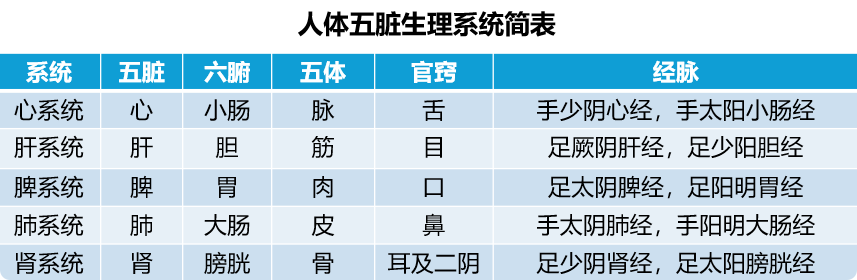 人体五脏生理系统简表
系统 五脏 六腑 五体 官窍 经脉
心系统 心 小肠 脉 舌 手少阴心经，手太阳小肠经
肝系统 肝 胆 筋 目 足厥阴肝经，足少阳胆经
脾系统 脾 胃 肉 口 足太阴脾经，足阳明胃经
肺系统 肺 大肠 皮 鼻 手太阴肺经，手阳明大肠经
肾系统 肾 膀胱 骨 耳及二阴 足少阴肾经，足太阳膀胱经